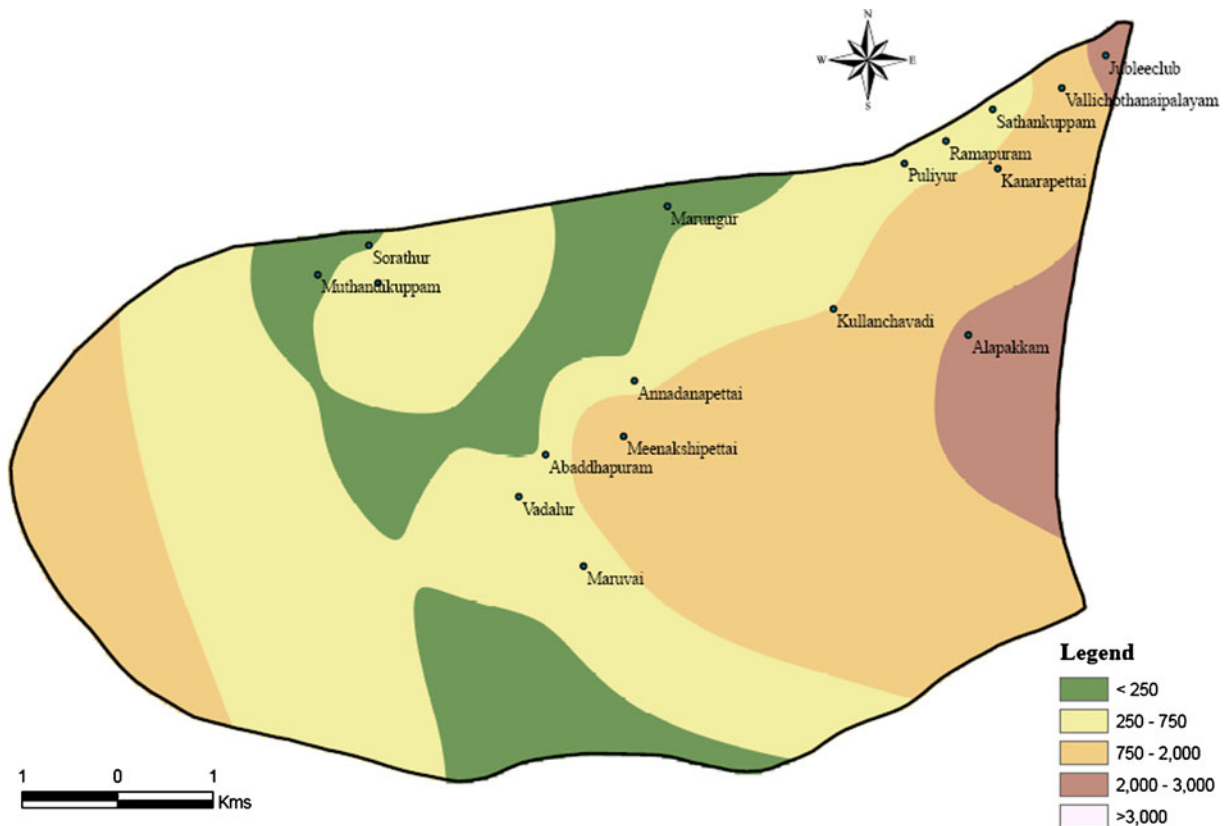 N
W E
S
Jubleeclub
Vallichothanaipalayam
Sathankuppam
Ramapuram
Puliyur
Kanarapettai
Marungur
Sorathur
Muthandikuppam
Kullanchavadi
Alapakkam
Annadanapettai
Meenakshipettai
Abaddhapuram
Vadalur
Maruvai
Legend
< 250
250 - 750
750 - 2,000
2,000 - 3,000
>3,000
1 0 1
Kms